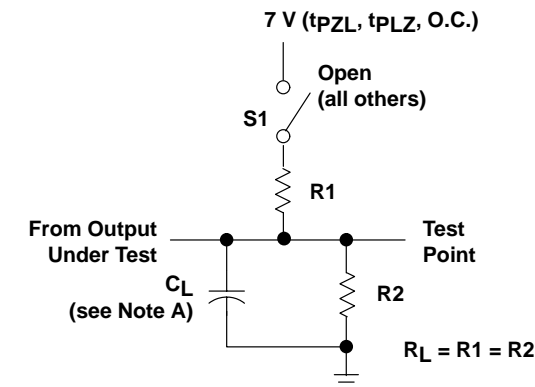 7 V (tPZL, tPLZ, O.C.)
Open
(all others)
S1
R1
From Output
Under Test
Test
Point
CL
(see Note A)
R2
RL = R1 = R2